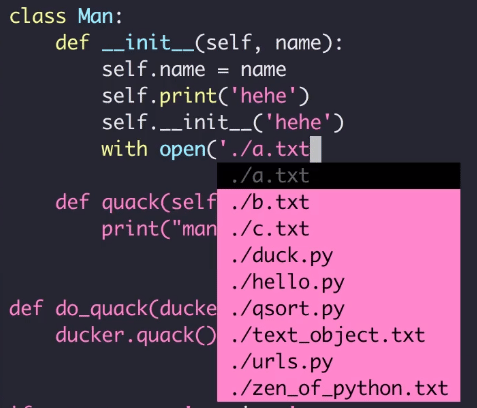 class Man:
    def __init__(self, name):
        self.name = name
        self.print('hehe')
        self.__init__('hehe')
        with open('./a.txt
./a.txt
    def quack(self
./b.txt
        print("man
./c.txt
./duck.py
./hello.py
def do_quack(ducke
./qsort.py
    ducker.quack()
./text_object.txt
./urls.py
./zen_of_python.txt